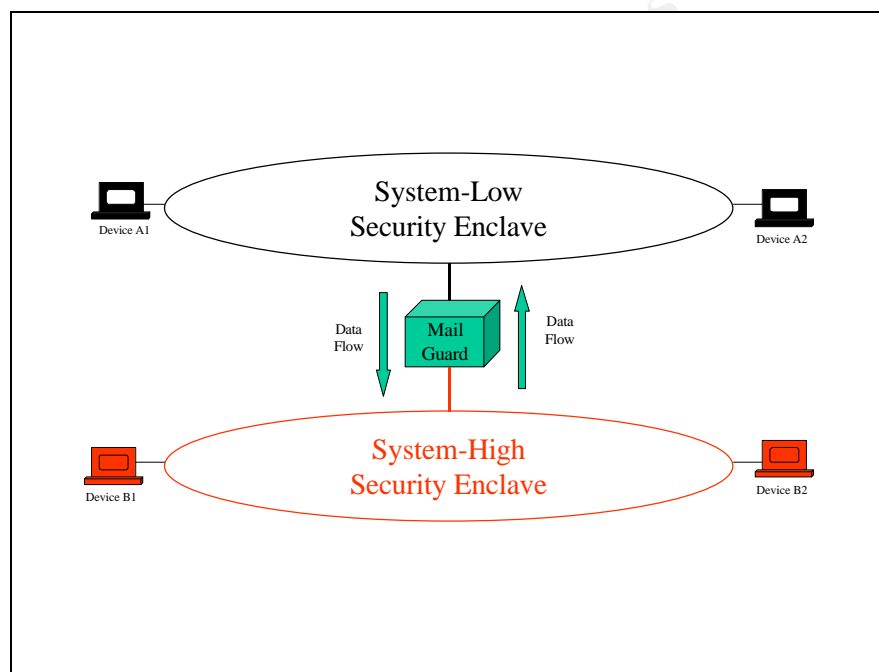 System-Low
Security Enclave
Device A1
Device A2
Data
Flow
Mail
Guard
Data
Flow
System-High
Security Enclave
Device B1
Device B2